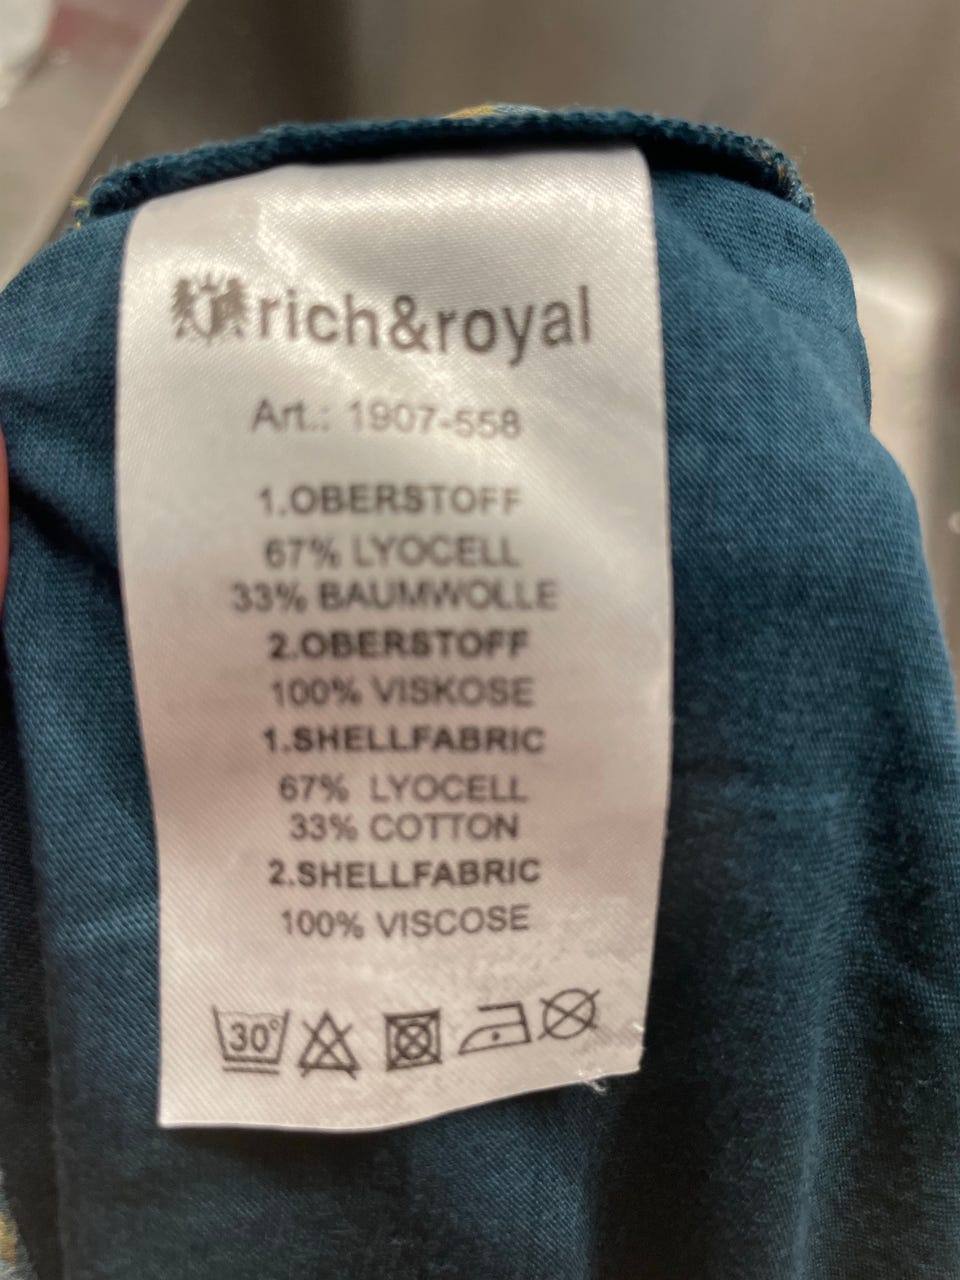 rich&royal
Art.: 1907-558
1.OBERSTOFF
67% LYOCELL
33% BAUMWOLLE
2.OBERSTOFF
100% VISKOSE
1.SHELLFABRIC
67% LYOCELL
33% COTTON
2.SHELLFABRIC
100% VISCOSE
30°